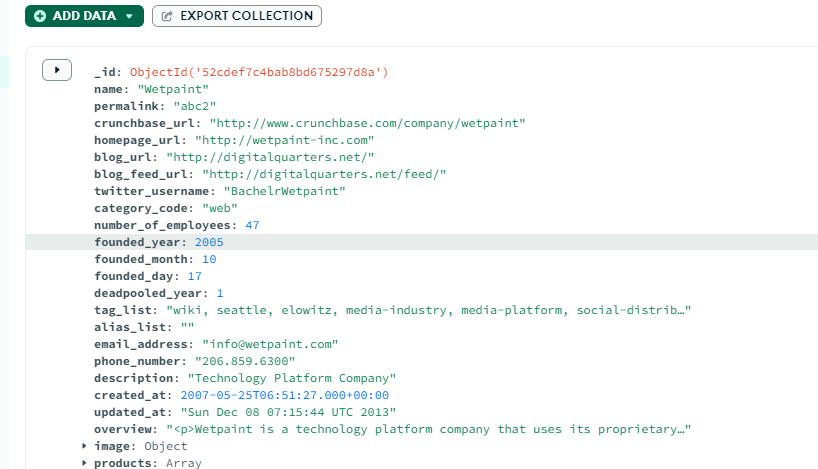 ADD DATA
EXPORT COLLECTION
_id: ObjectId('52cdef7c4bab8bd675297d8a')
name: "Wetpaint"
permalink: "abc2"
crunchbase_url: "http://www.crunchbase.com/company/wetpaint"
homepage_url: "http://wetpaint-inc.com"
blog_url: "http://digitalquarters.net/"
blog_feed_url: "http://digitalquarters.net/feed/"
twitter_username: "BachelrWetpaint"
category_code: "web"
number_of_employees: 47
founded_year: 2005
founded_month: 10
founded_day: 17
deadpooled_year: 1
tag_list: "wiki, seattle, elowitz, media-industry, media-platform, social-distrib…"
alias_list: ""
email_address: "info@wetpaint.com"
phone_number: "206.859.6300"
description: "Technology Platform Company"
created_at: 2007-05-25T06:51:27.000+00:00
updated_at: "Sun Dec 08 07:15:44 UTC 2013"
overview: "<p>Wetpaint is a technology platform company that uses its proprietary…"
image: Object
products: Array